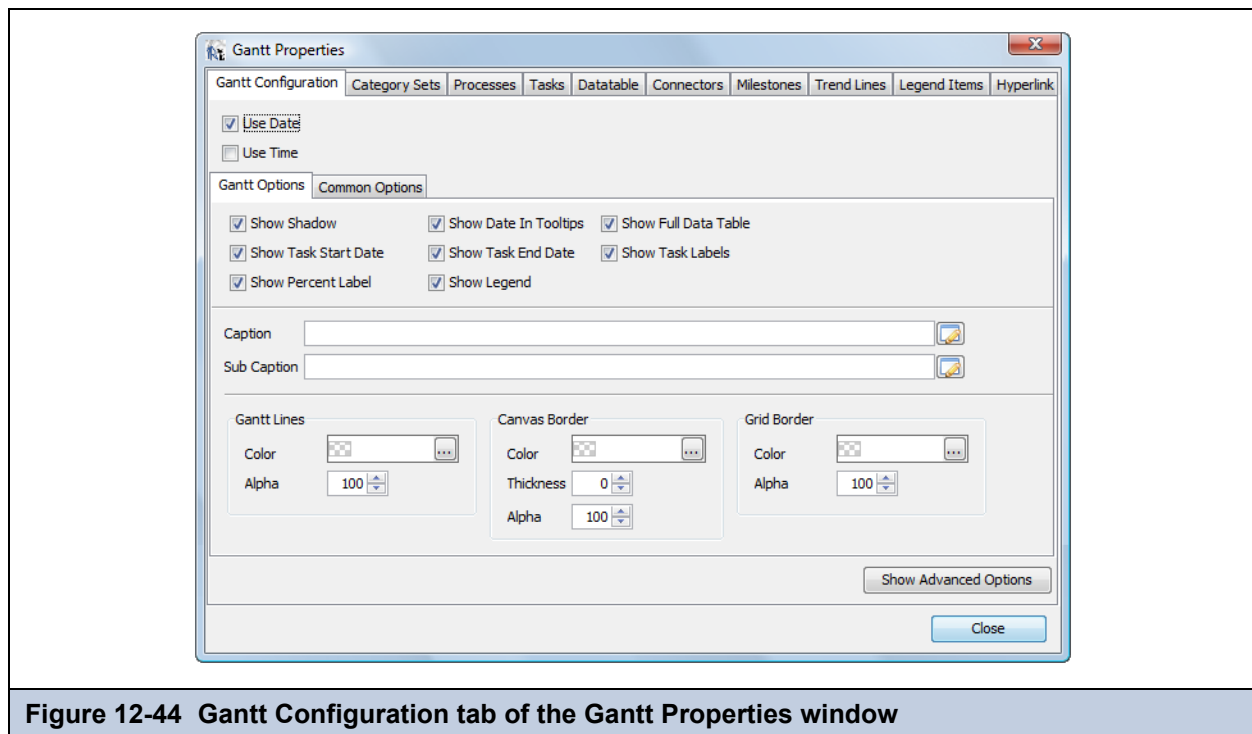 Gantt Properties
Gantt Configuration Category Sets Processes Tasks Datatable Connectors Milestones Trend Lines Legend Items Hyperlink
Use Date
Use Time
Gantt Options Common Options
Show Shadow Show Date In Tooltips Show Full Data Table
Show Task Start Date Show Task End Date Show Task Labels
Show Percent Label Show Legend
Caption
Sub Caption
Gantt Lines Canvas Border Grid Border
Color ... Color ... Color ...
Alpha 100 Thickness 0 Alpha 100
Alpha 100
Show Advanced Options
Close
Figure 12-44 Gantt Configuration tab of the Gantt Properties window